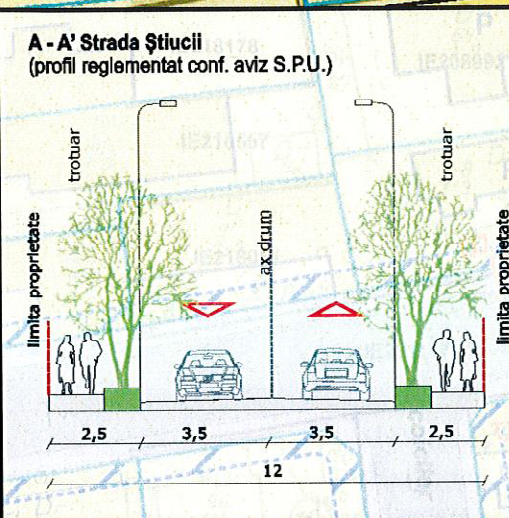 A - A' Strada Știucii
(profil reglementat conf. aviz S.P.U.)
trotuar
trotuar
limita proprietate
ax drum
limita proprietate
2,5
3,5
3,5
2,5
12